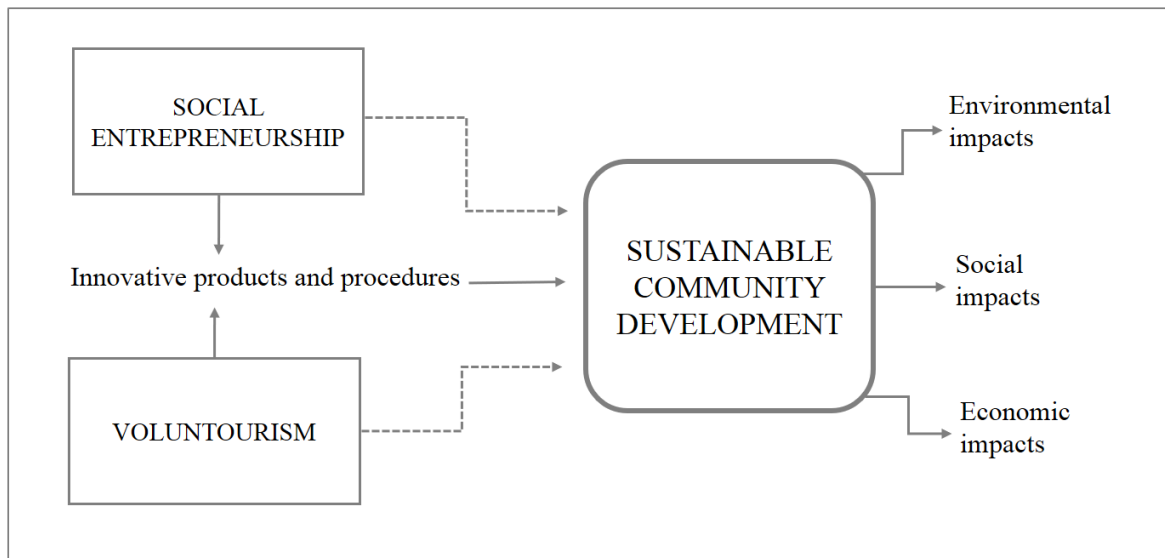 SOCIAL
ENTREPRENEURSHIP
Innovative products and procedures
VOLUNTOURISM
SUSTAINABLE
COMMUNITY
DEVELOPMENT
Environmental
impacts
Social
impacts
Economic
impacts